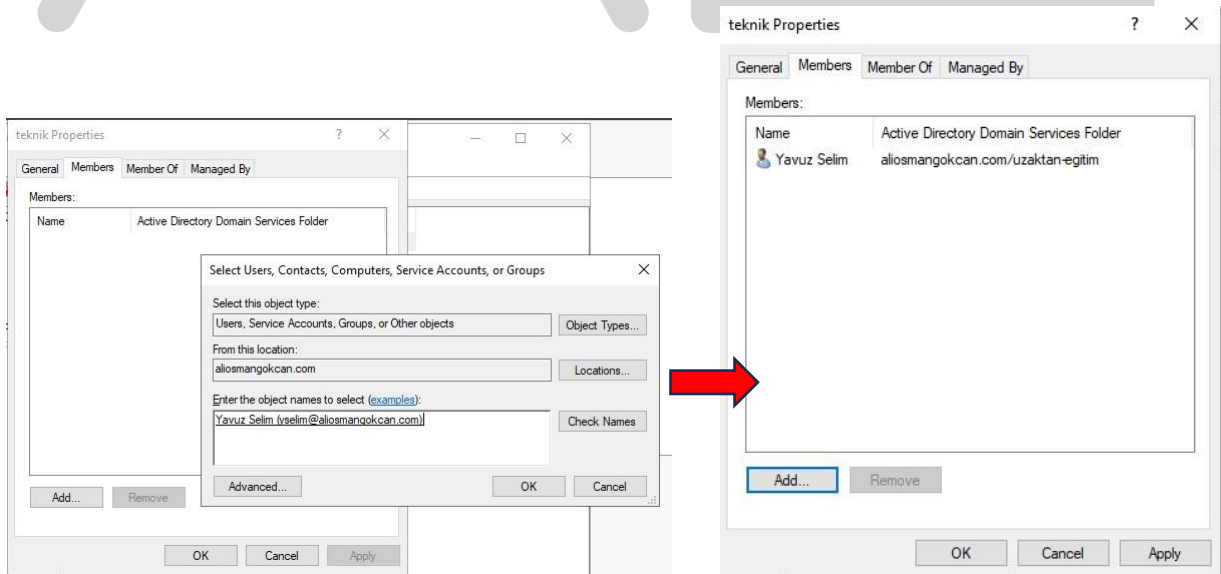 teknik Properties ? ×
General Members Member Of Managed By
Members:
Name Active Directory Domain Services Folder
Select Users, Contacts, Computers, Service Accounts, or Groups ×
Select this object type:
Users, Service Accounts, Groups, or Other objects Object Types...
From this location:
aliosmangokcan.com Locations...
Enter the object names to select (examples):
Yavuz Selim (yselim@aliosmangokcan.com) Check Names
Advanced... OK Cancel
Add... Remove
OK Cancel Apply
teknik Properties ? ×
General Members Member Of Managed By
Members:
Name Active Directory Domain Services Folder
Yavuz Selim aliosmangokcan.com/uzaktan-egitim
Add... Remove
OK Cancel Apply